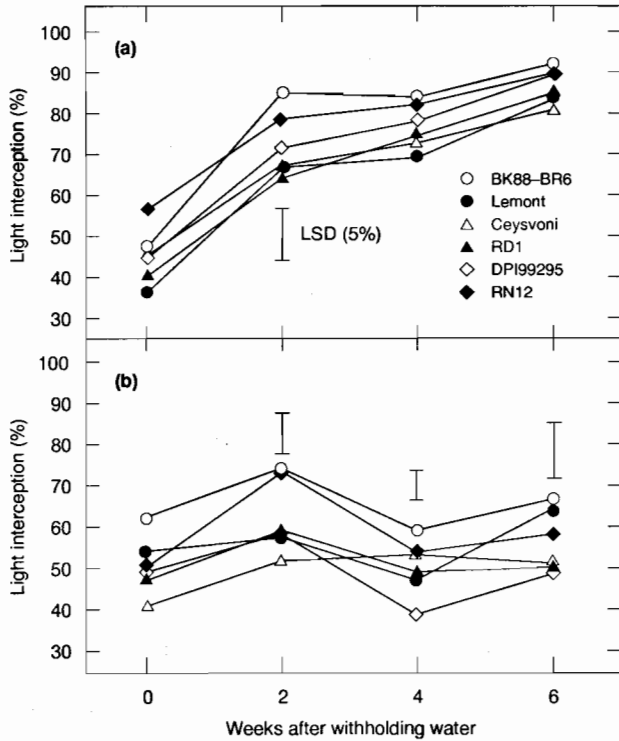 (a)
100
90
80
70
60
50
40
30
Light interception (%)
LSD (5%)
BK88–BR6
Lemont
Ceysvoni
RD1
DPI99295
RN12
(b)
100
90
80
70
60
50
40
30
Light interception (%)
0 2 4 6
Weeks after withholding water